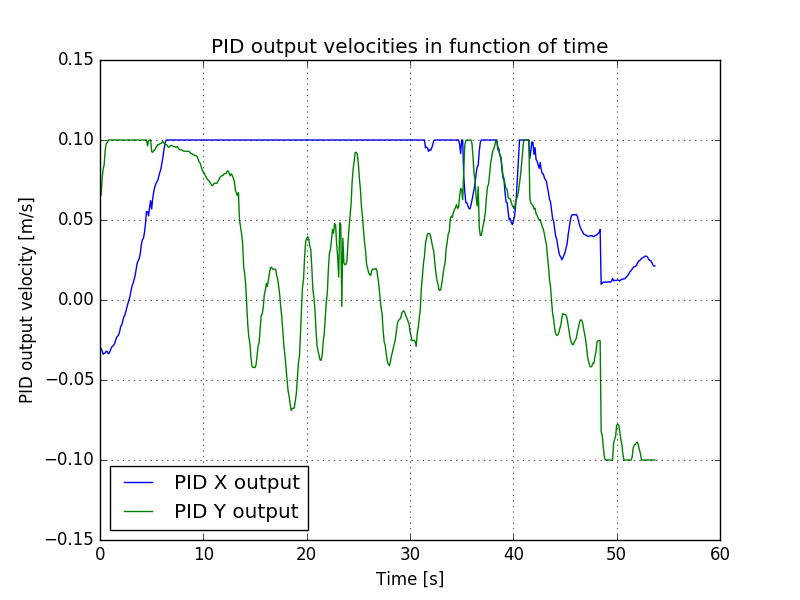 PID output velocities in function of time
PID output velocity [m/s]
0.15
0.10
0.05
0.00
−0.05
−0.10
−0.15
PID X output
PID Y output
0 10 20 30 40 50 60
Time [s]